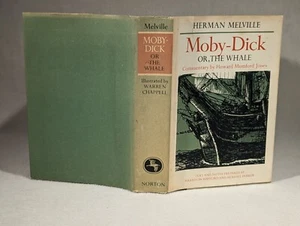 Melville
MOBY-
DICK
OR
THE
WHALE
Illustrated by
WARREN
CHAPPELL
NORTON
HERMAN MELVILLE
Moby-Dick
OR, THE WHALE
Commentary by Howard Mumford Jones